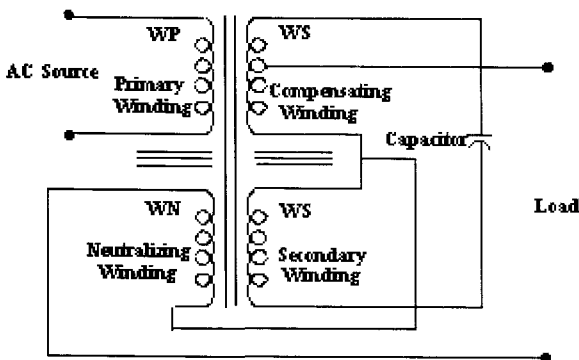 WP
WS
AC Source
Primary
Winding
Compensating
Winding
Capacitor
WN
WS
Load
Neutralizing
Winding
Secondary
Winding